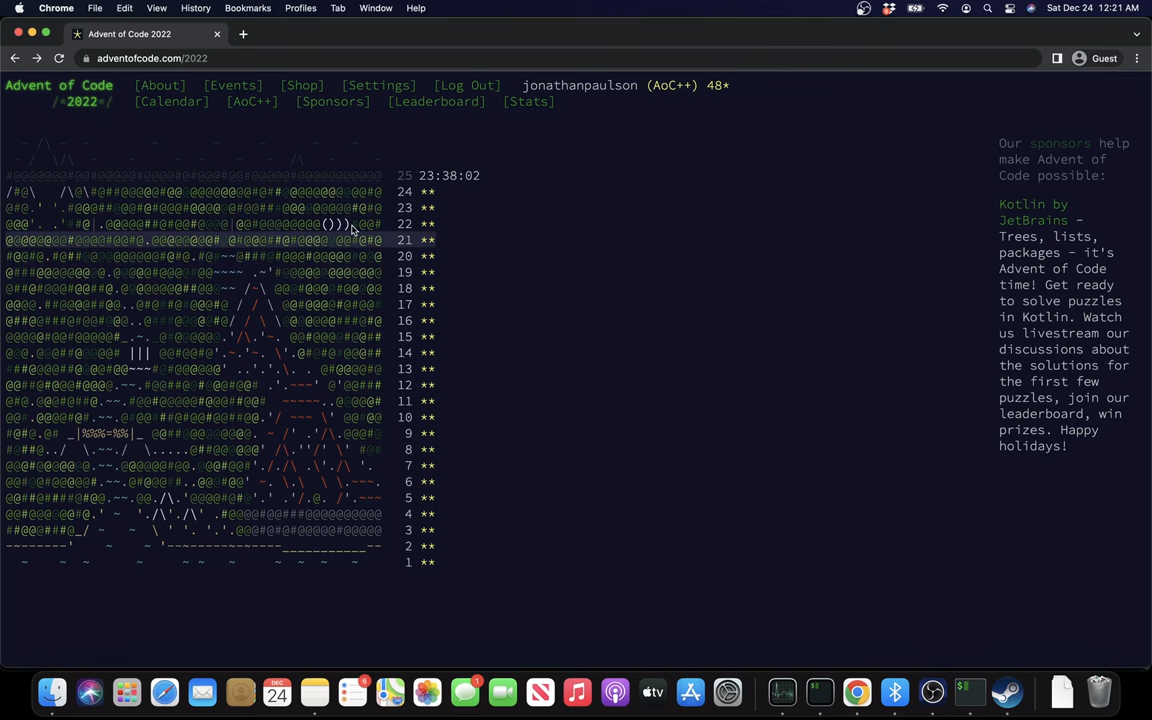 Chrome File Edit View History Bookmarks Profiles Tab Window Help Sat Dec 24 12:21 AM
Advent of Code 2022
adventofcode.com/2022 Guest
Advent of Code [About] [Events] [Shop] [Settings] [Log Out] jonathanpaulson (AoC++) 48*
/*2022*/ [Calendar] [AoC++] [Sponsors] [Leaderboard] [Stats]
25 23:38:02
24 **
23 **
22 **
21 **
20 **
19 **
18 **
17 **
16 **
15 **
14 **
13 **
12 **
11 **
10 **
9 **
8 **
7 **
6 **
5 **
4 **
3 **
2 **
1 **
Our sponsors help
make Advent of
Code possible:
Kotlin by
JetBrains -
Trees, lists,
packages - it's
Advent of Code
time! Get ready
to solve puzzles
in Kotlin. Watch
us livestream our
discussions about
the solutions for
the first few
puzzles, join our
leaderboard, win
prizes. Happy
holidays!
DEC
24
6
1
tv